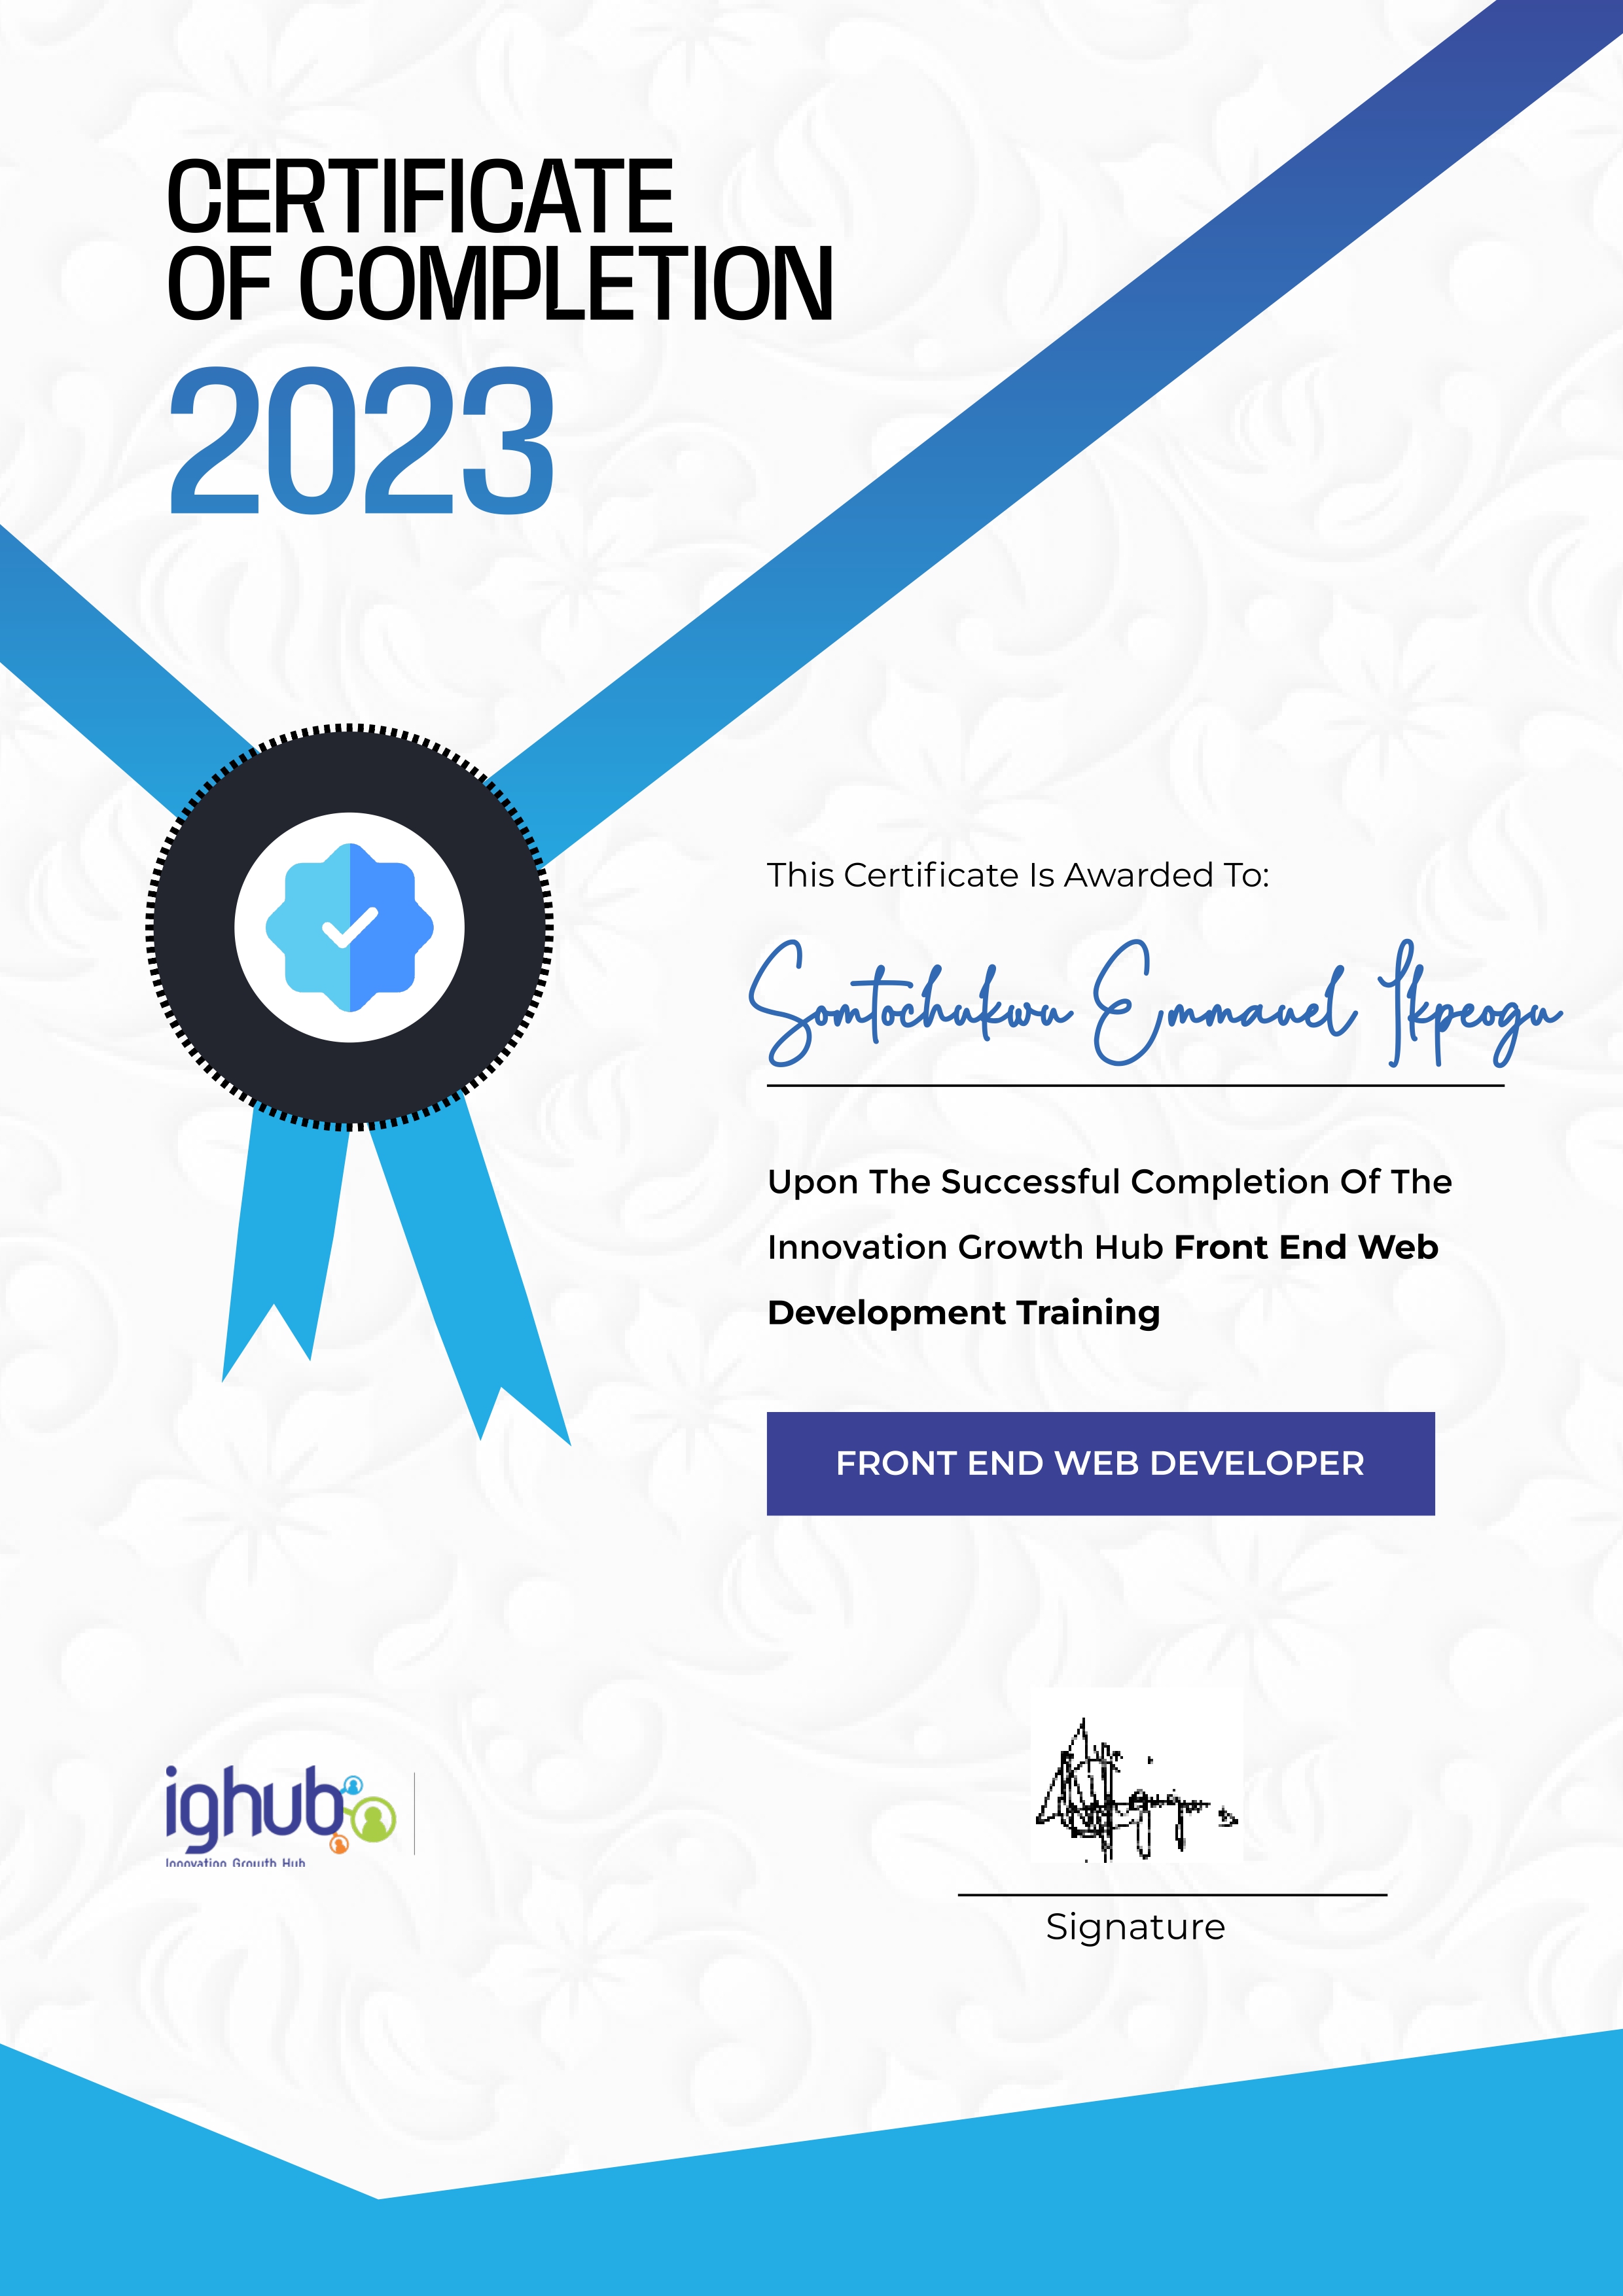 CERTIFICATE
OF COMPLETION
2023
This Certificate Is Awarded To:
Somtochukwu Emmanuel Ikpeogu
Upon The Successful Completion Of The
Innovation Growth Hub Front End Web
Development Training
FRONT END WEB DEVELOPER
ighub
Innovation Growth Hub
Signature